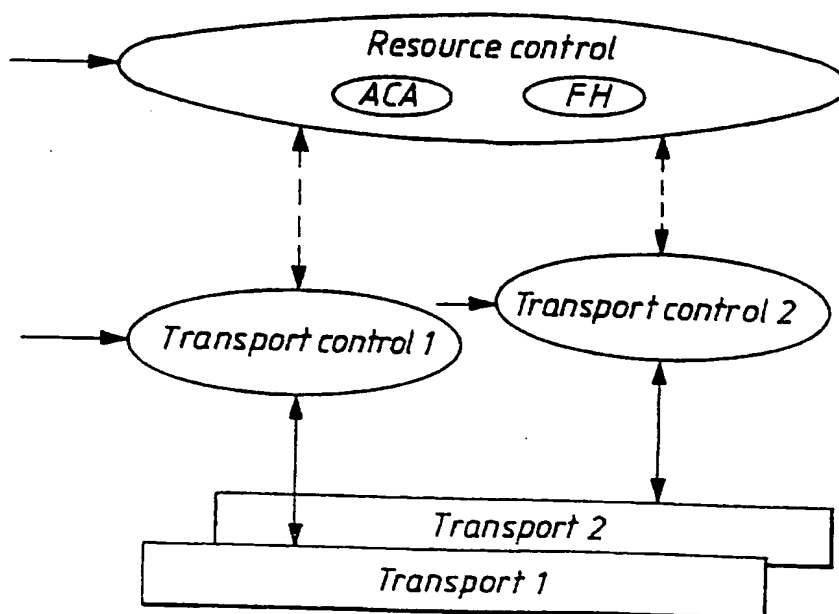 Resource control
ACA FH
Transport control 2
Transport control 1
Transport 2
Transport 1